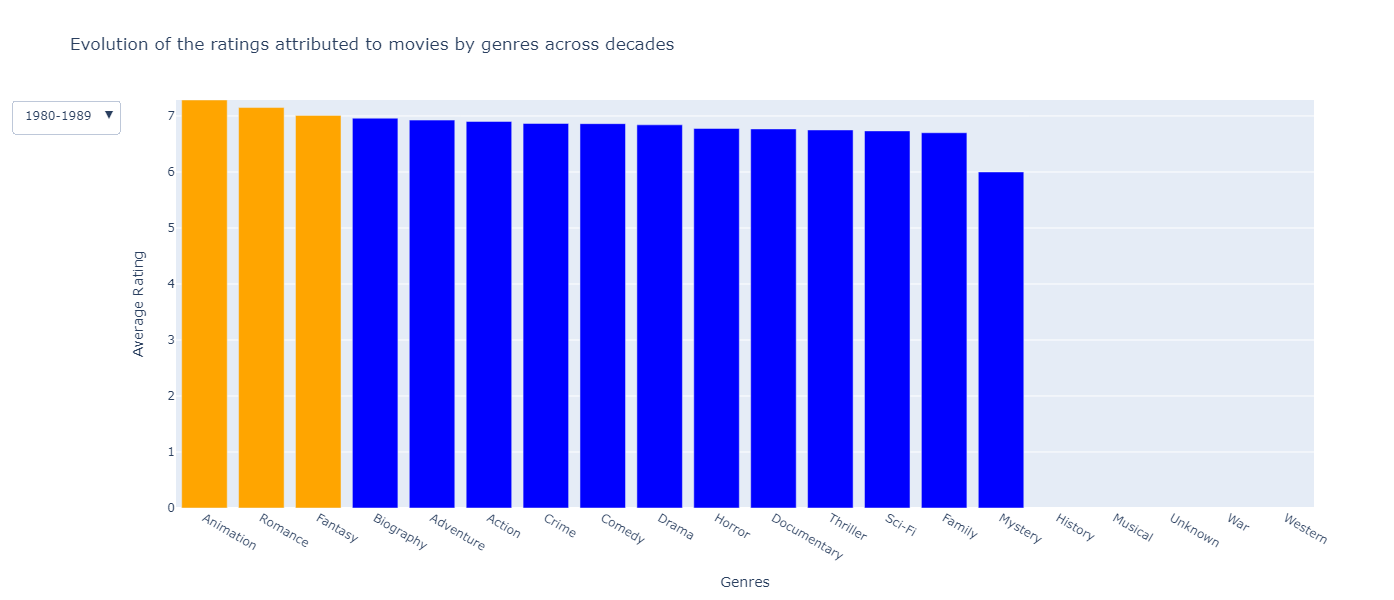 Evolution of the ratings attributed to movies by genres across decades
1980-1989 ▼
7
6
5
4
3
2
1
0
Average Rating
Animation
Romance
Fantasy
Biography
Adventure
Action
Crime
Comedy
Drama
Horror
Documentary
Thriller
Sci-Fi
Family
Mystery
History
Musical
Unknown
War
Western
Genres